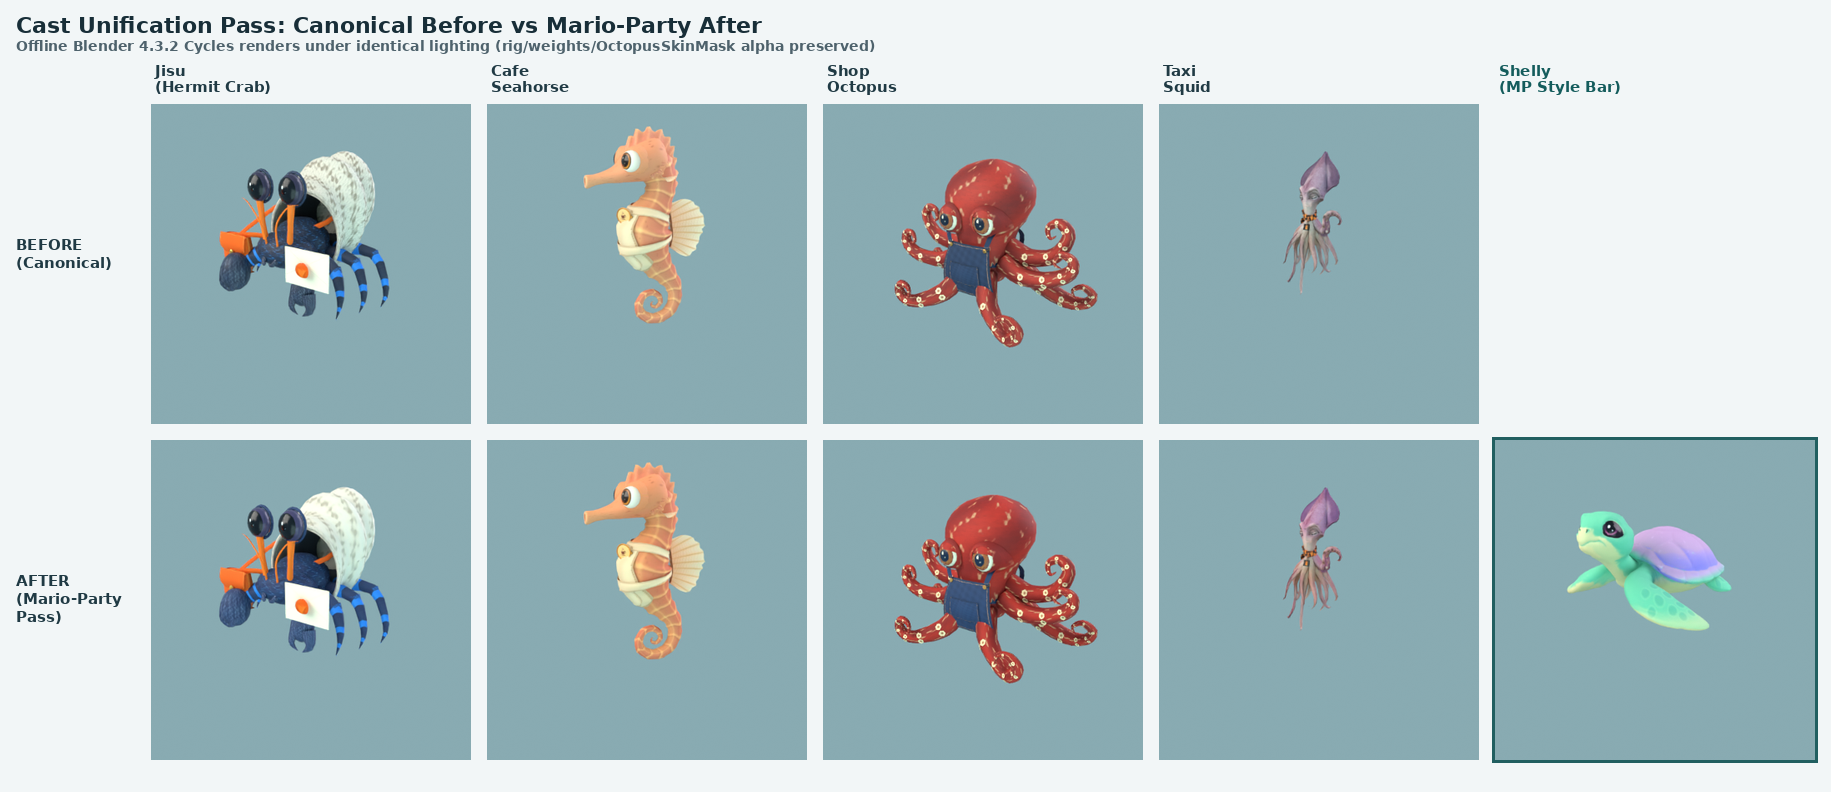 Cast Unification Pass: Canonical Before vs Mario-Party After
Offline Blender 4.3.2 Cycles renders under identical lighting (rig/weights/OctopusSkinMask alpha preserved)
Jisu
(Hermit Crab)
Cafe
Seahorse
Shop
Octopus
Taxi
Squid
Shelly
(MP Style Bar)
BEFORE
(Canonical)
AFTER
(Mario-Party
Pass)